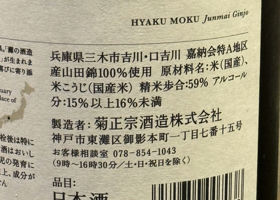 HYAKU MOKU Junmai Ginjo
兵庫県三木市吉川・口吉川 嘉納会特A地区
産山田錦100%使用 原材料名:米(国産)、
米こうじ(国産米) 精米歩合:59% アルコール
分:15%以上16%未満
製造者:菊正宗酒造株式会社
神戸市東灘区御影本町一丁目七番十五号
お客様相談室 078-854-1043
(9時〜16時30分/土・日・祝日を除く)
品目:
日本酒